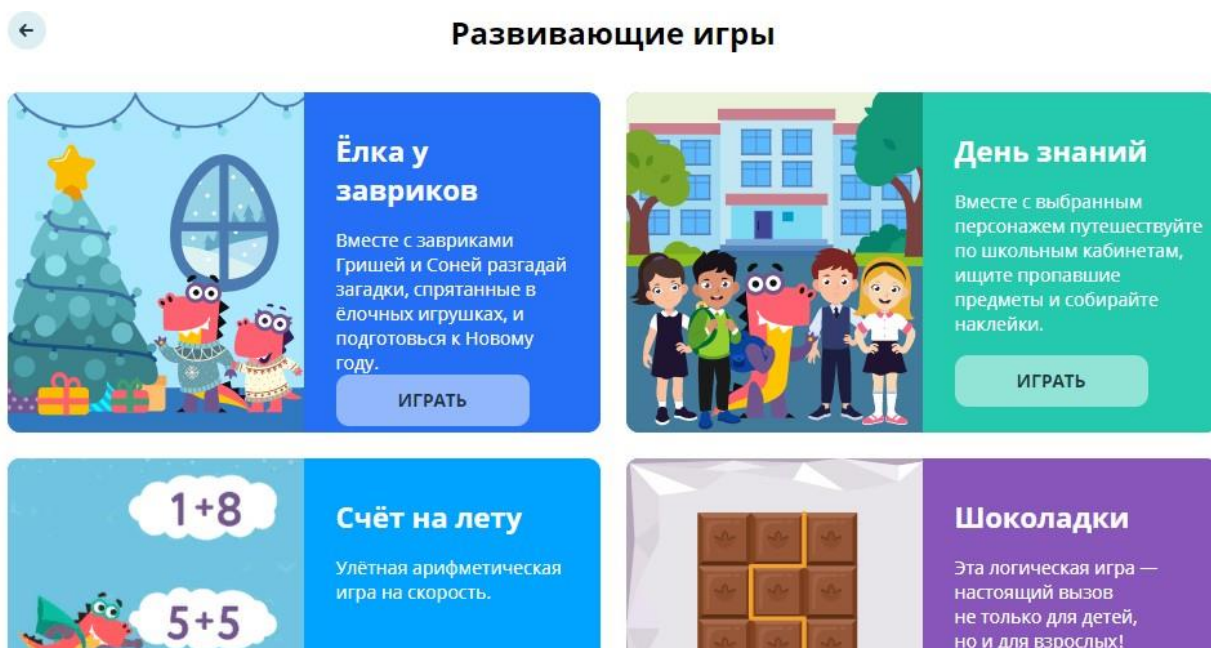 Развивающие игры
Ёлка у
завриков
Вместе с завриками
Гришей и Соней разгадай
загадки, спрятанные в
ёлочных игрушках, и
подготовься к Новому
году.
ИГРАТЬ
День знаний
Вместе с выбранным
персонажем путешествуйте
по школьным кабинетам,
ищите пропавшие
предметы и собирайте
наклейки.
ИГРАТЬ
1+8
5+5
Счёт на лету
Улётная арифметическая
игра на скорость.
Шоколадки
Эта логическая игра —
настоящий вызов
не только для детей,
но и для взрослых!